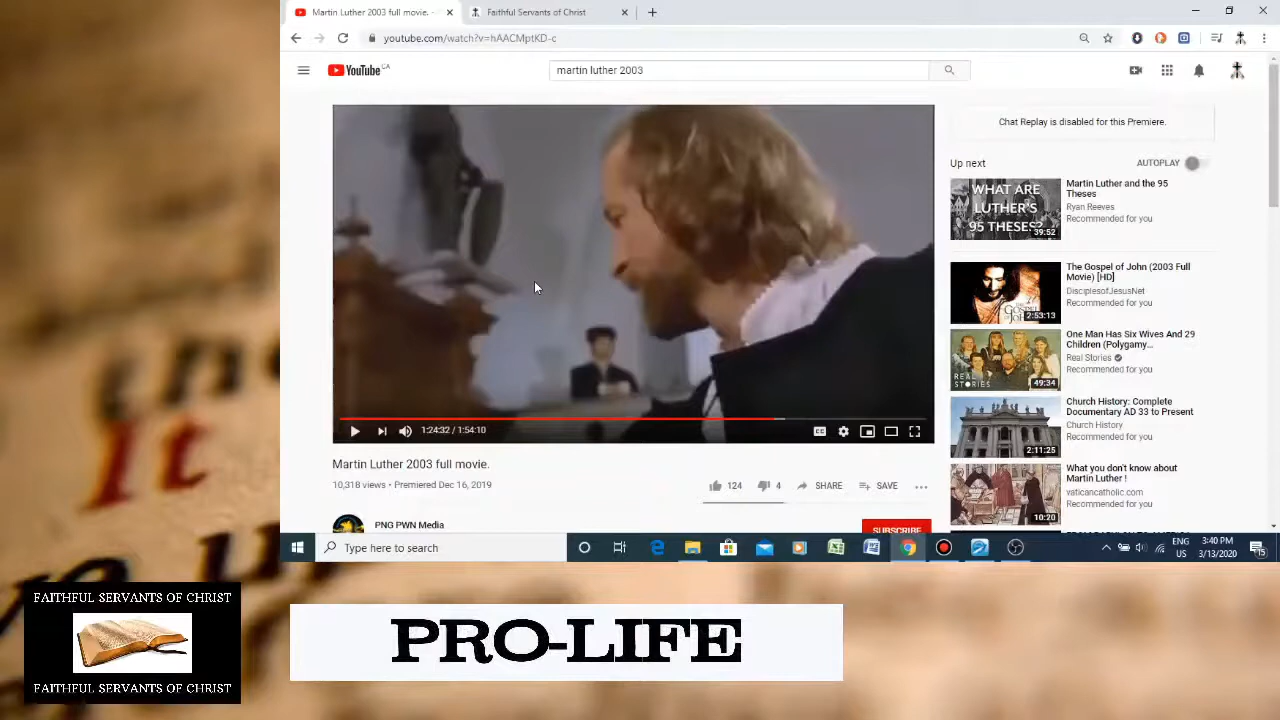 Martin Luther 2003 full movie. -
Faithful Servants of Christ
youtube.com/watch?v=hAACMptKD-c
YouTube CA
martin luther 2003
Chat Replay is disabled for this Premiere.
Up next
AUTOPLAY
WHAT ARE
LUTHER'S
95 THESES?
39:52
Martin Luther and the 95
Theses
Ryan Reeves
Recommended for you
2:53:13
The Gospel of John (2003 Full
Movie) [HD]
DisciplesofJesusNet
Recommended for you
REAL
STORIES
49:34
One Man Has Six Wives And 29
Children (Polygamy...
Real Stories
Recommended for you
2:11:25
Church History: Complete
Documentary AD 33 to Present
Church History
Recommended for you
10:20
What you don't know about
Martin Luther !
vaticancatholic.com
Recommended for you
1:24:32 / 1:54:10
Martin Luther 2003 full movie.
10,318 views • Premiered Dec 16, 2019
124
4
SHARE
SAVE
PNG PWN Media
SUBSCRIBE
Type here to search
ENG
US
3:40 PM
3/13/2020
15
It
FAITHFUL SERVANTS OF CHRIST
FAITHFUL SERVANTS OF CHRIST
PRO-LIFE